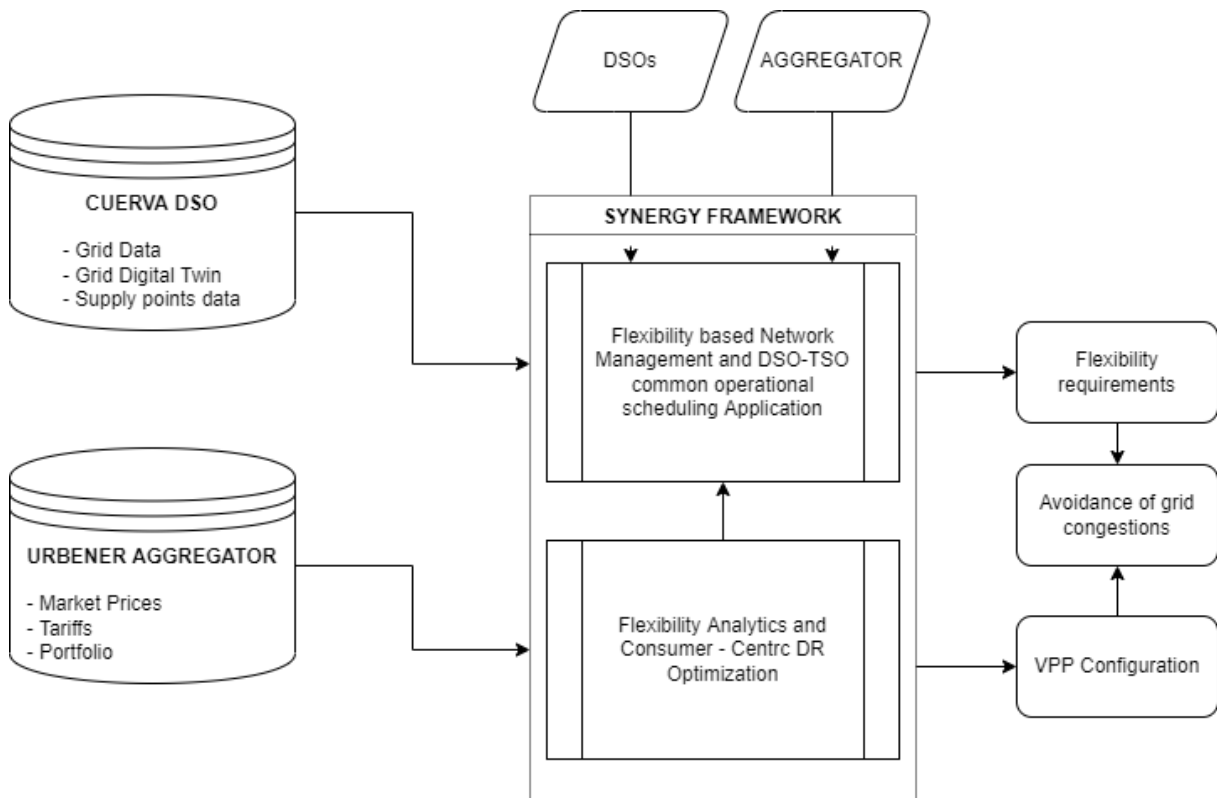 DSOs
AGGREGATOR
CUERVA DSO
- Grid Data
- Grid Digital Twin
- Supply points data
SYNERGY FRAMEWORK
Flexibility based Network
Management and DSO-TSO
common operational
scheduling Application
Flexibility
requirements
Avoidance of grid
congestions
URBENER AGGREGATOR
- Market Prices
- Tariffs
- Portfolio
Flexibility Analytics and
Consumer - Centrc DR
Optimization
VPP Configuration